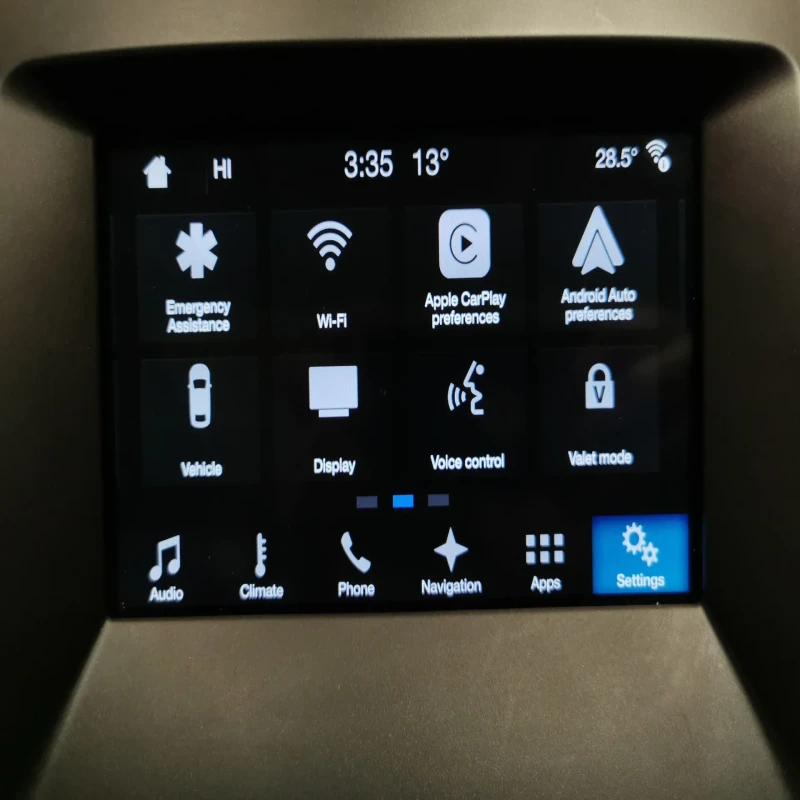 HI 3:35 13° 28.5°
Emergency
Assistance
Wi-Fi
Apple CarPlay
preferences
Android Auto
preferences
Vehicle
Display
Voice control
V
Valet mode
Audio
Climate
Phone
Navigation
Apps
Settings